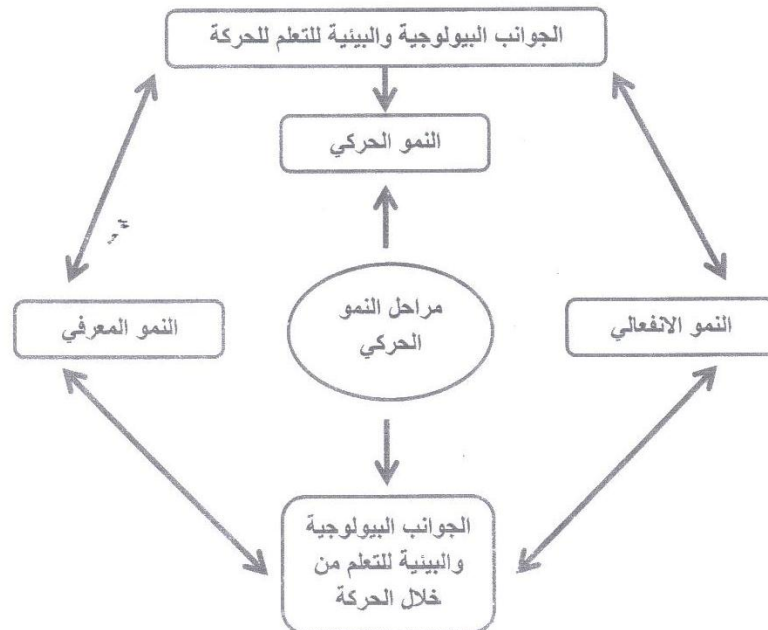 الجوانب البيولوجية والبيئية للتعلم للحركة
النمو الحركي
النمو الانفعالي
مراحل النمو
الحركي
النمو المعرفي
الجوانب البيولوجية
والبيئية للتعلم من
خلال الحركة